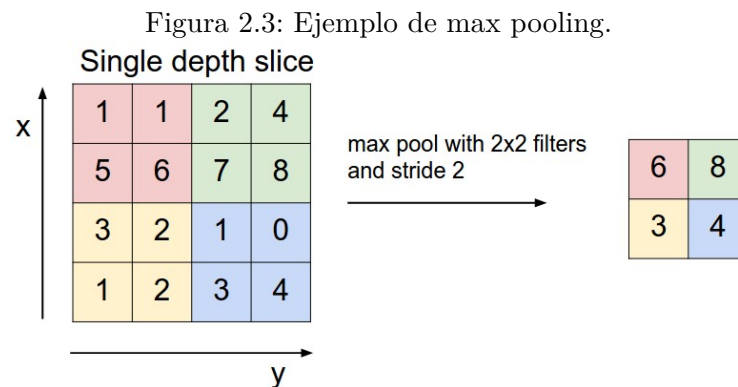 Figura 2.3: Ejemplo de max pooling.
Single depth slice
x
1 1 2 4
5 6 7 8
3 2 1 0
1 2 3 4
y
max pool with 2x2 filters
and stride 2
6 8
3 4